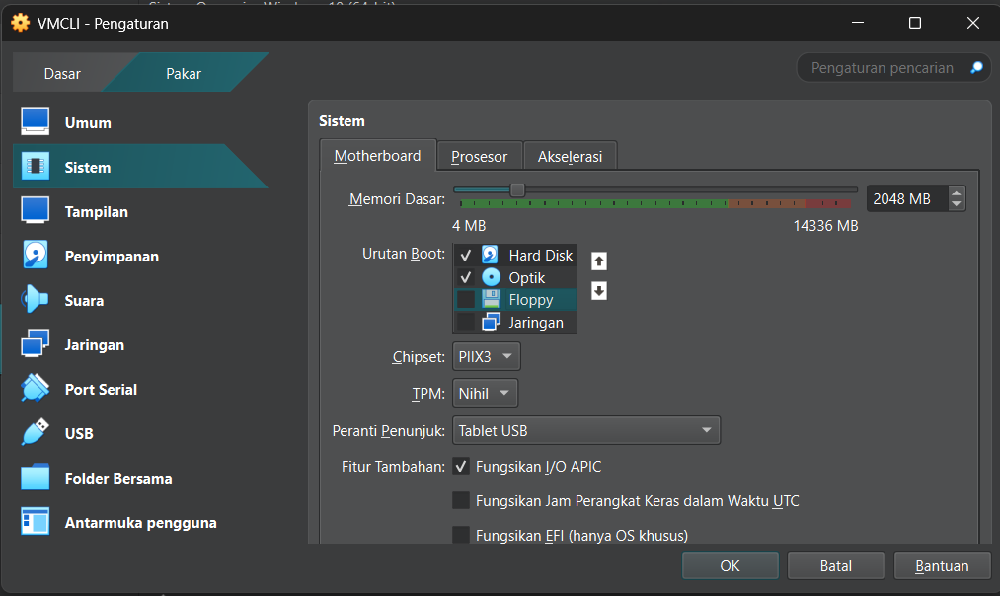 VMCLI - Pengaturan
Dasar
Pakar
Pengaturan pencarian
Umum
Sistem
Tampilan
Penyimpanan
Suara
Jaringan
Port Serial
USB
Folder Bersama
Antarmuka pengguna
Sistem
Motherboard
Prosesor
Akselerasi
Memori Dasar:
2048 MB
4 MB
14336 MB
Urutan Boot:
Hard Disk
Optik
Floppy
Jaringan
Chipset:
PIIX3
TPM:
Nihil
Peranti Penunjuk:
Tablet USB
Fitur Tambahan:
Fungsikan I/O APIC
Fungsikan Jam Perangkat Keras dalam Waktu UTC
Fungsikan EFI (hanya OS khusus)
OK
Batal
Bantuan